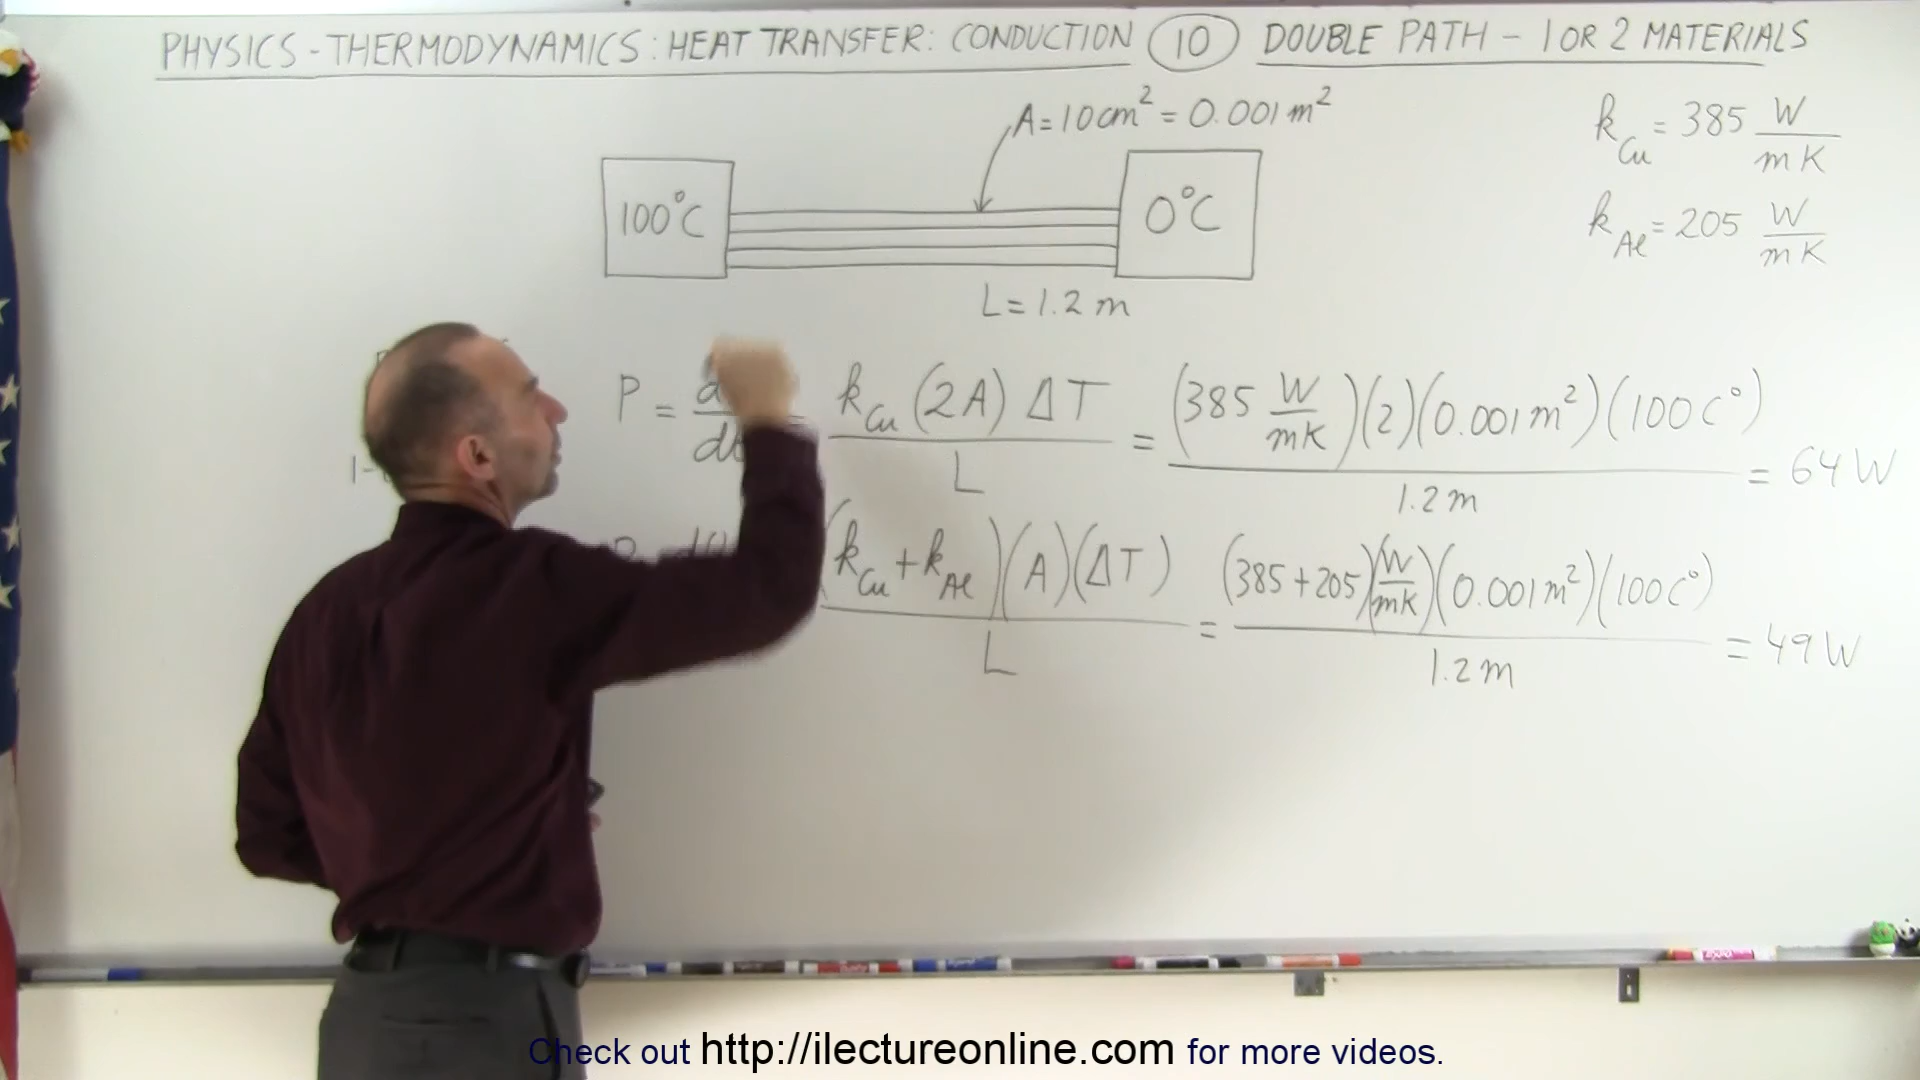 PHYSICS - THERMODYNAMICS: HEAT TRANSFER: CONDUCTION 10 DOUBLE PATH - 1 OR 2 MATERIALS
A = 10 cm² = 0.001 m²
k_Cu = 385 W/mK
100°C
0°C
k_Al = 205 W/mK
L = 1.2 m
P = k_Cu (2A) ΔT / L = (385 W/mK)(2)(0.001 m²)(100 C°) / 1.2 m = 64 W
(k_Cu + k_Al)(A)(ΔT) / L = (385 + 205)(W/mK)(0.001 m²)(100 C°) / 1.2 m = 49 W
Check out http://ilectureonline.com for more videos.